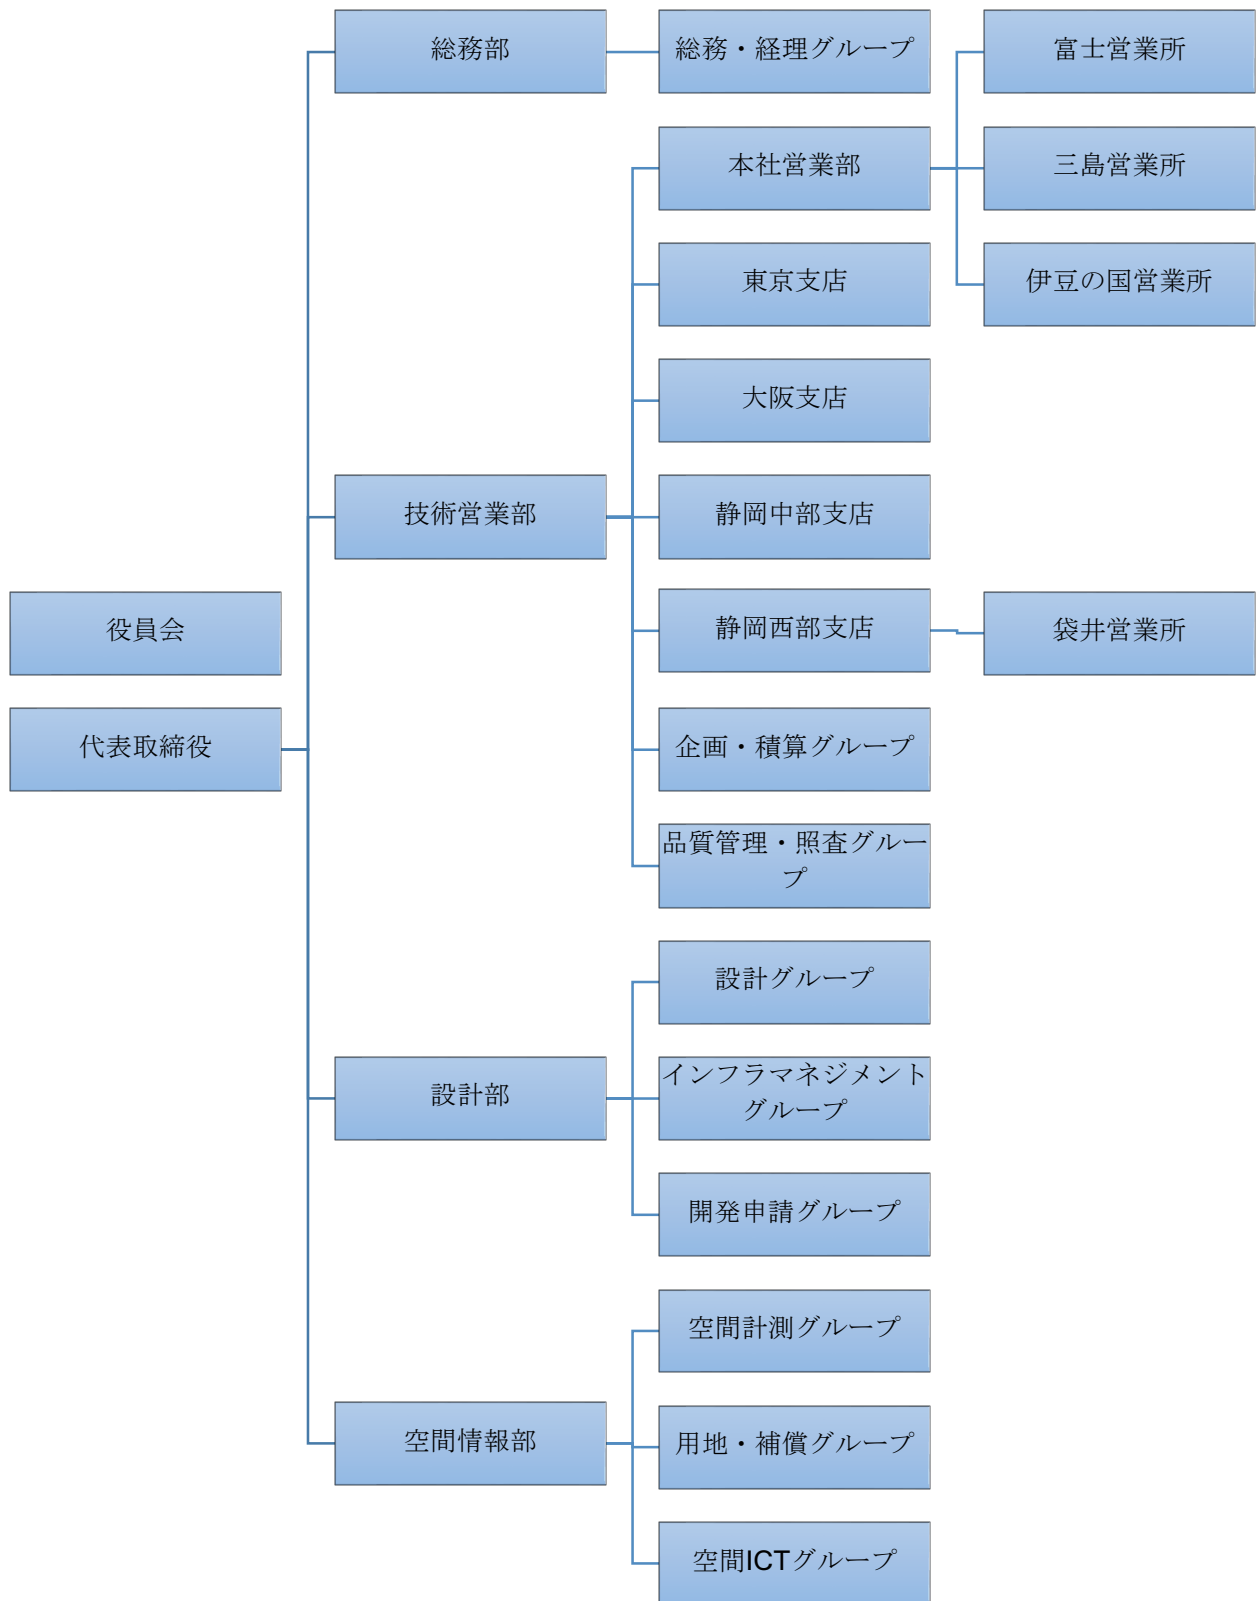 総務部
総務・経理グループ
富士営業所
本社営業部
三島営業所
東京支店
伊豆の国営業所
大阪支店
技術営業部
静岡中部支店
役員会
静岡西部支店
袋井営業所
代表取締役
企画・積算グループ
品質管理・照査グルー
プ
設計グループ
設計部
インフラマネジメント
グループ
開発申請グループ
空間計測グループ
空間情報部
用地・補償グループ
空間ICTグループ